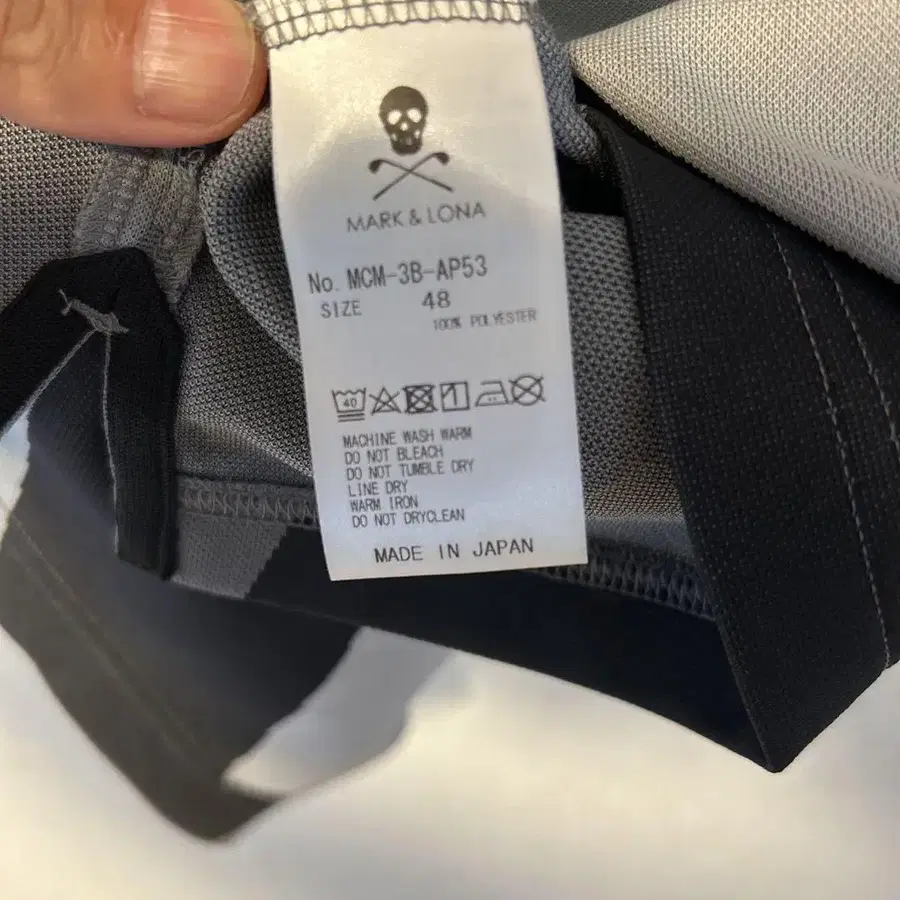 MARK & LONA
No. MCM-3B-AP53
SIZE 48
100% POLYESTER
40
1
MACHINE WASH WARM
DO NOT BLEACH
DO NOT TUMBLE DRY
LINE DRY
WARM IRON
DO NOT DRYCLEAN
MADE IN JAPAN